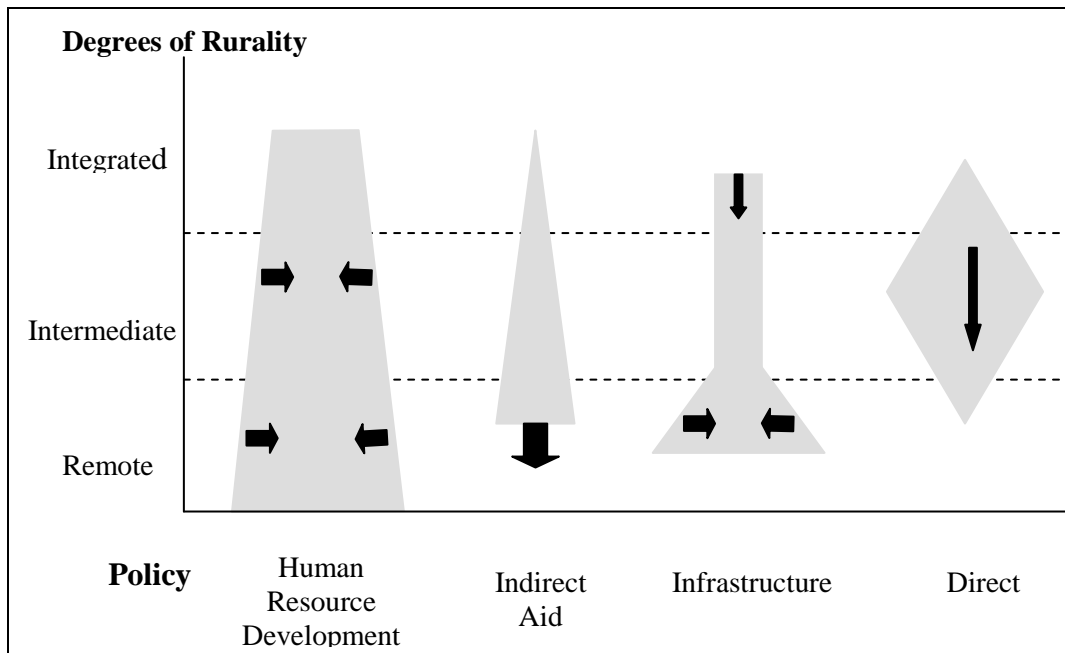 Degrees of Rurality
Integrated
Intermediate
Remote
Policy
Human
Resource
Development
Indirect
Aid
Infrastructure
Direct